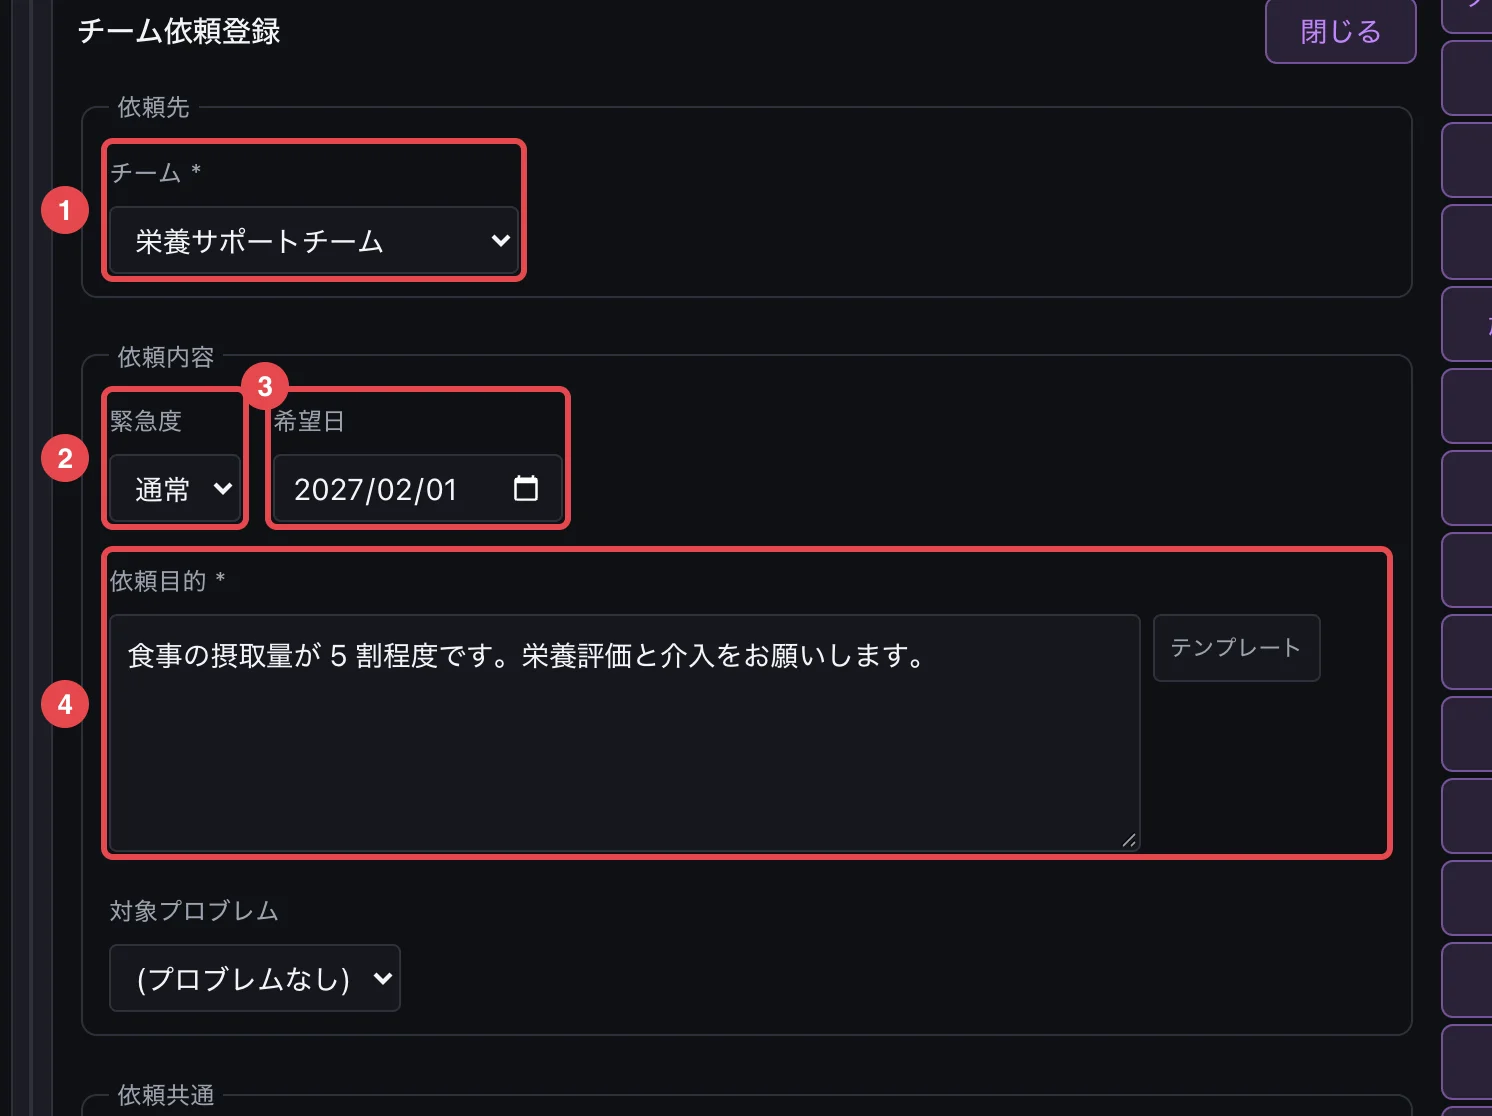 チーム依頼登録
閉じる
依頼先
チーム *
1
栄養サポートチーム
依頼内容
3
緊急度
希望日
2
通常
2027/02/01
依頼目的 *
食事の摂取量が 5 割程度です。栄養評価と介入をお願いします。
テンプレート
4
対象プロブレム
(プロブレムなし)
依頼共通